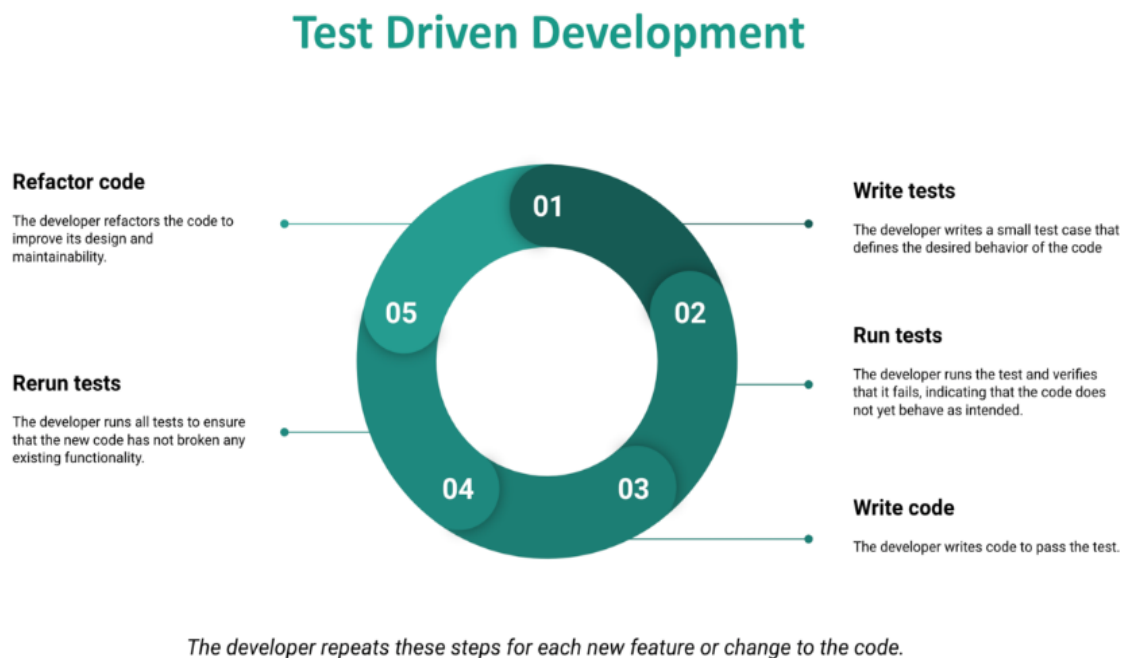 Test Driven Development
01
Write tests
The developer writes a small test case that
defines the desired behavior of the code
02
Run tests
The developer runs the test and verifies
that it fails, indicating that the code does
not yet behave as intended.
03
Write code
The developer writes code to pass the test.
04
Rerun tests
The developer runs all tests to ensure
that the new code has not broken any
existing functionality.
05
Refactor code
The developer refactors the code to
improve its design and
maintainability.
The developer repeats these steps for each new feature or change to the code.